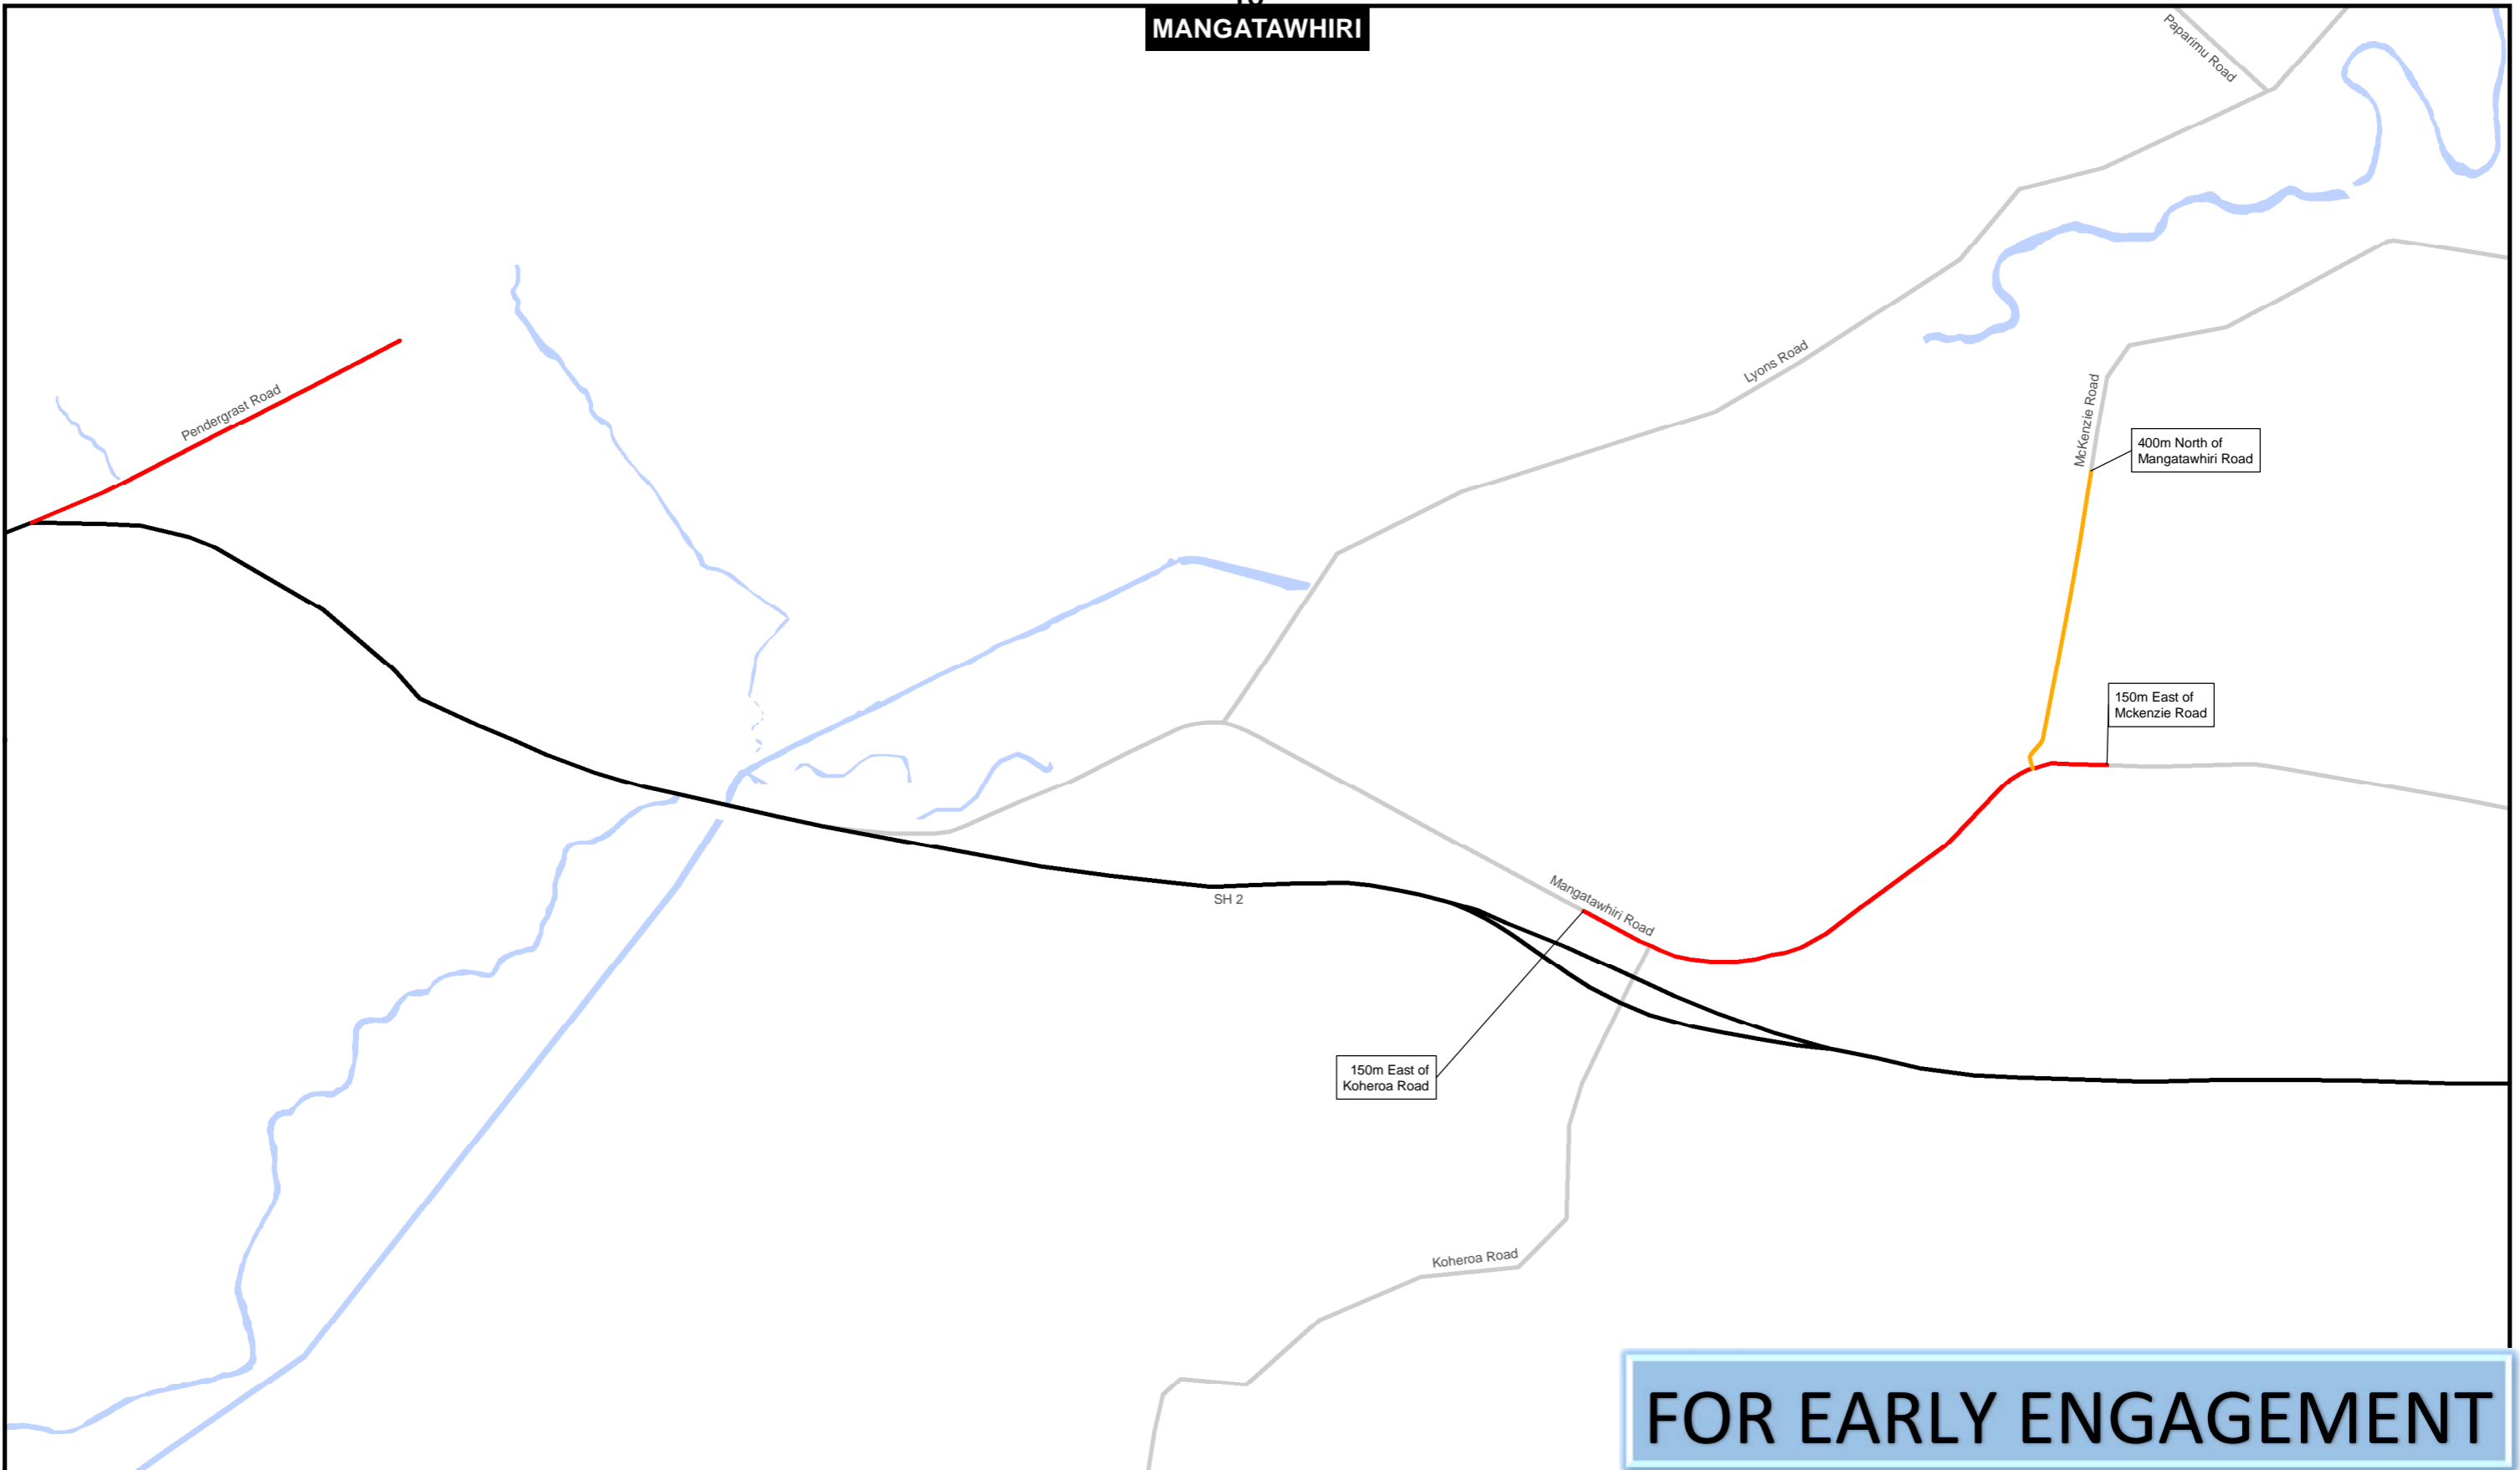 MANGATAWHIRI
Paparimu Road
Lyons Road
Pendergrast Road
McKenzie Road
400m North of
Mangatawhiri Road
150m East of
Mckenzie Road
Mangatawhiri Road
SH 2
150m East of
Koheroa Road
Koheroa Road
FOR EARLY ENGAGEMENT